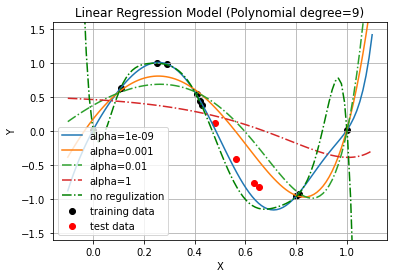 Linear Regression Model (Polynomial degree=9)
1.5
1.0
0.5
0.0
−0.5
−1.0
−1.5
Y
alpha=1e-09
alpha=0.001
alpha=0.01
alpha=1
no regulization
training data
test data
0.0 0.2 0.4 0.6 0.8 1.0
X